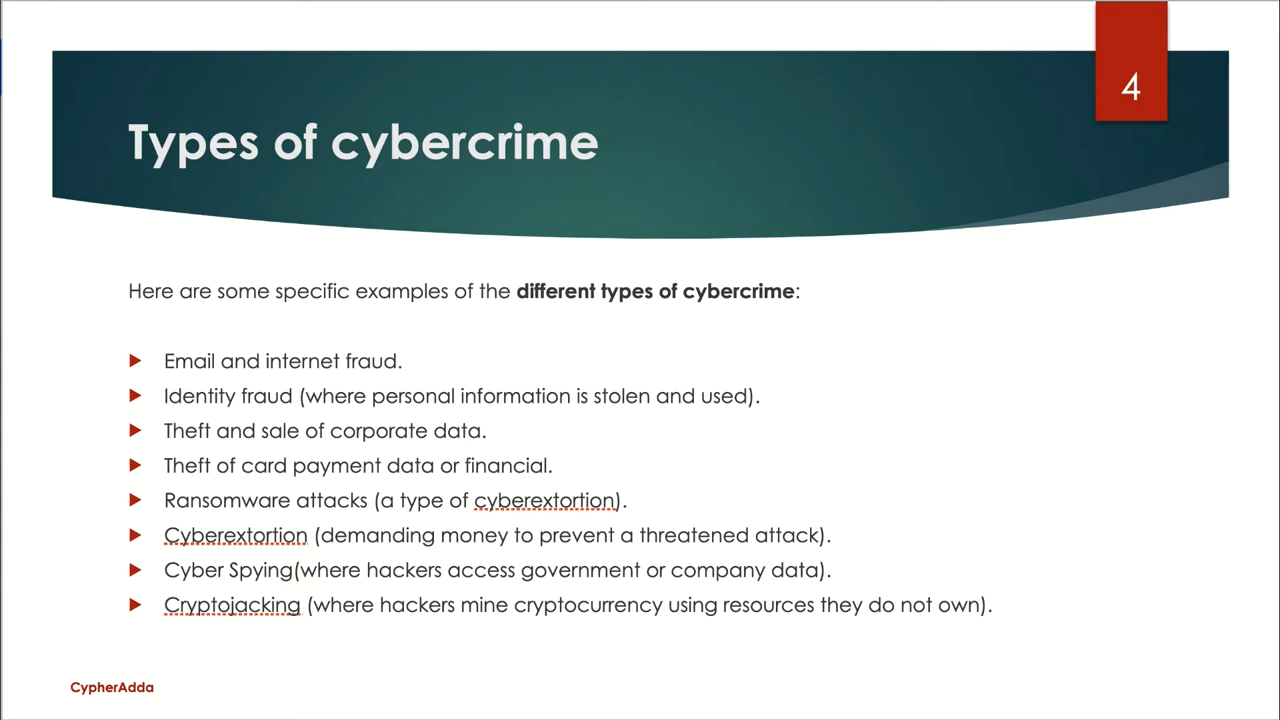 4
Types of cybercrime
Here are some specific examples of the different types of cybercrime:
Email and internet fraud.
Identity fraud (where personal information is stolen and used).
Theft and sale of corporate data.
Theft of card payment data or financial.
Ransomware attacks (a type of cyberextortion).
Cyberextortion (demanding money to prevent a threatened attack).
Cyber Spying(where hackers access government or company data).
Cryptojacking (where hackers mine cryptocurrency using resources they do not own).
CypherAdda